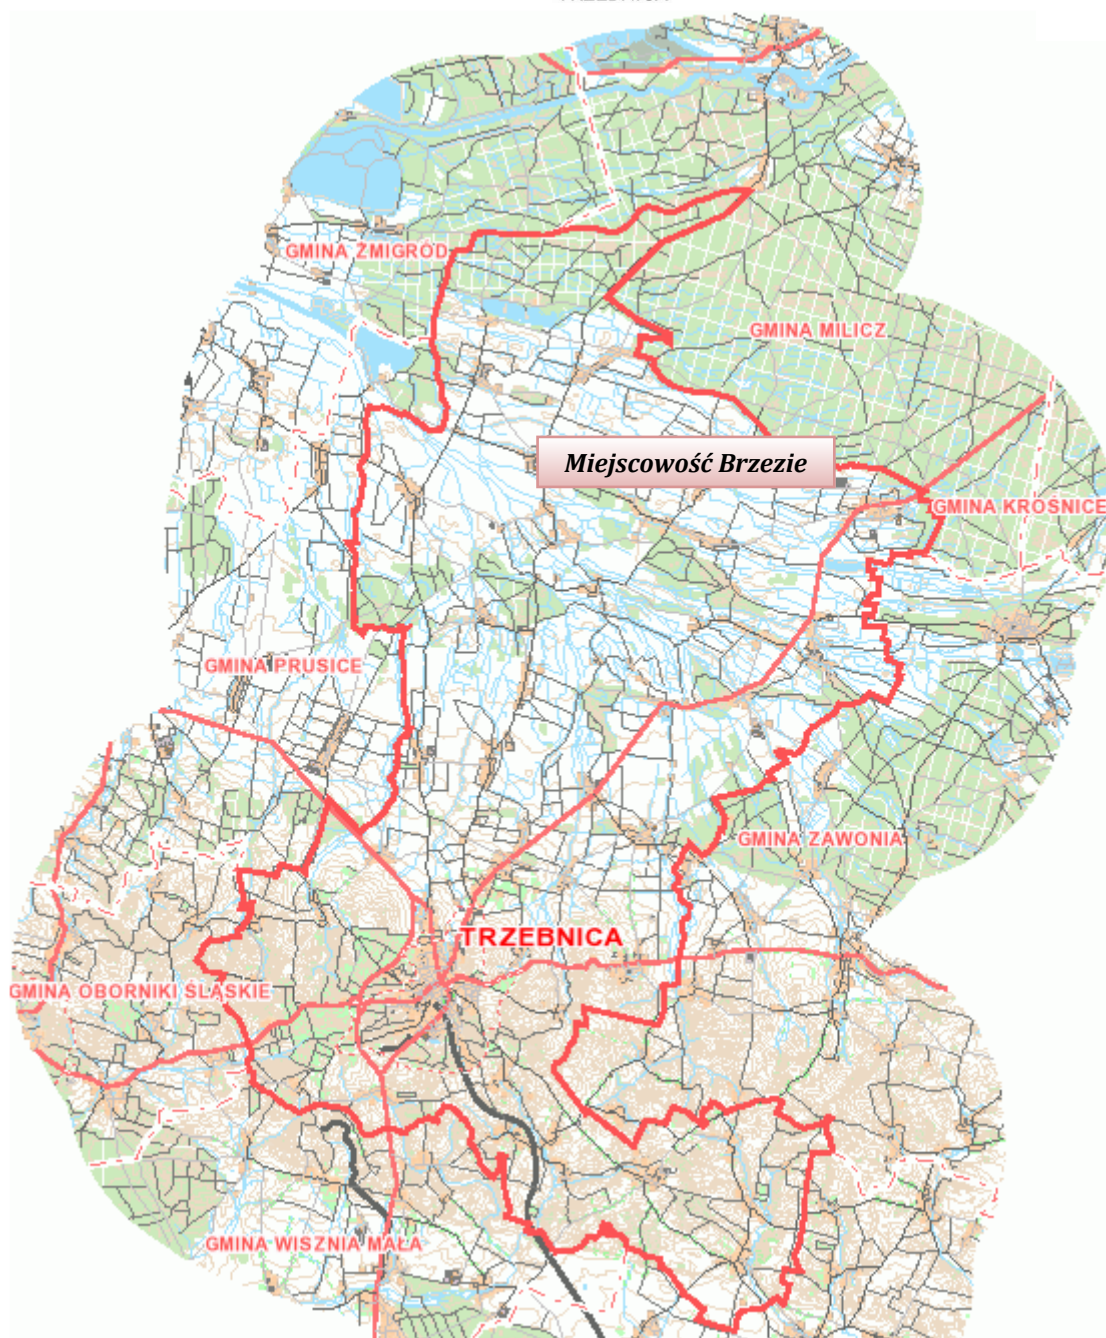 GMINA ŻMIGRÓD
GMINA MILICZ
Miejscowość Brzezie
GMINA KROŚNICE
GMINA PRUSICE
GMINA ZAWONIA
TRZEBNICA
GMINA OBORNIKI ŚLĄSKIE
GMINA WISZNIA MAŁA